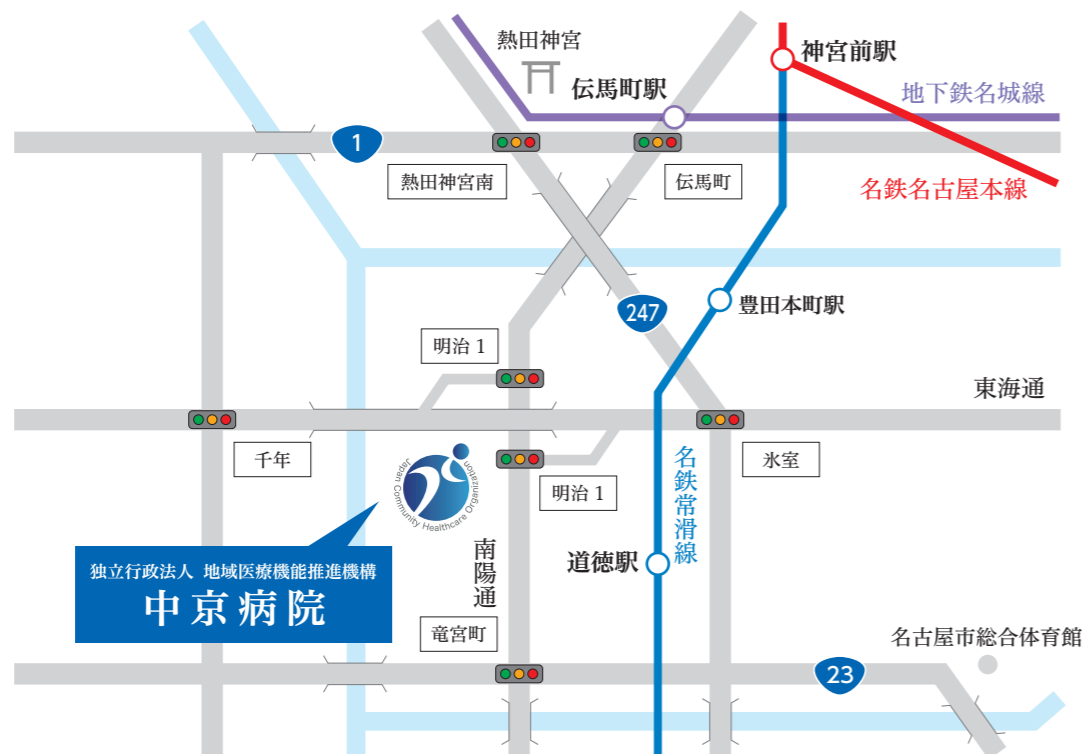 熱田神宮
神宮前駅
伝馬町駅
地下鉄名城線
1
熱田神宮南
伝馬町
名鉄名古屋本線
247
豊田本町駅
明治 1
東海通
千年
氷室
明治 1
Japan Community Healthcare Organization
名鉄常滑線
南陽通
道徳駅
独立行政法人 地域医療機能推進機構
中京病院
竜宮町
名古屋市総合体育館
23